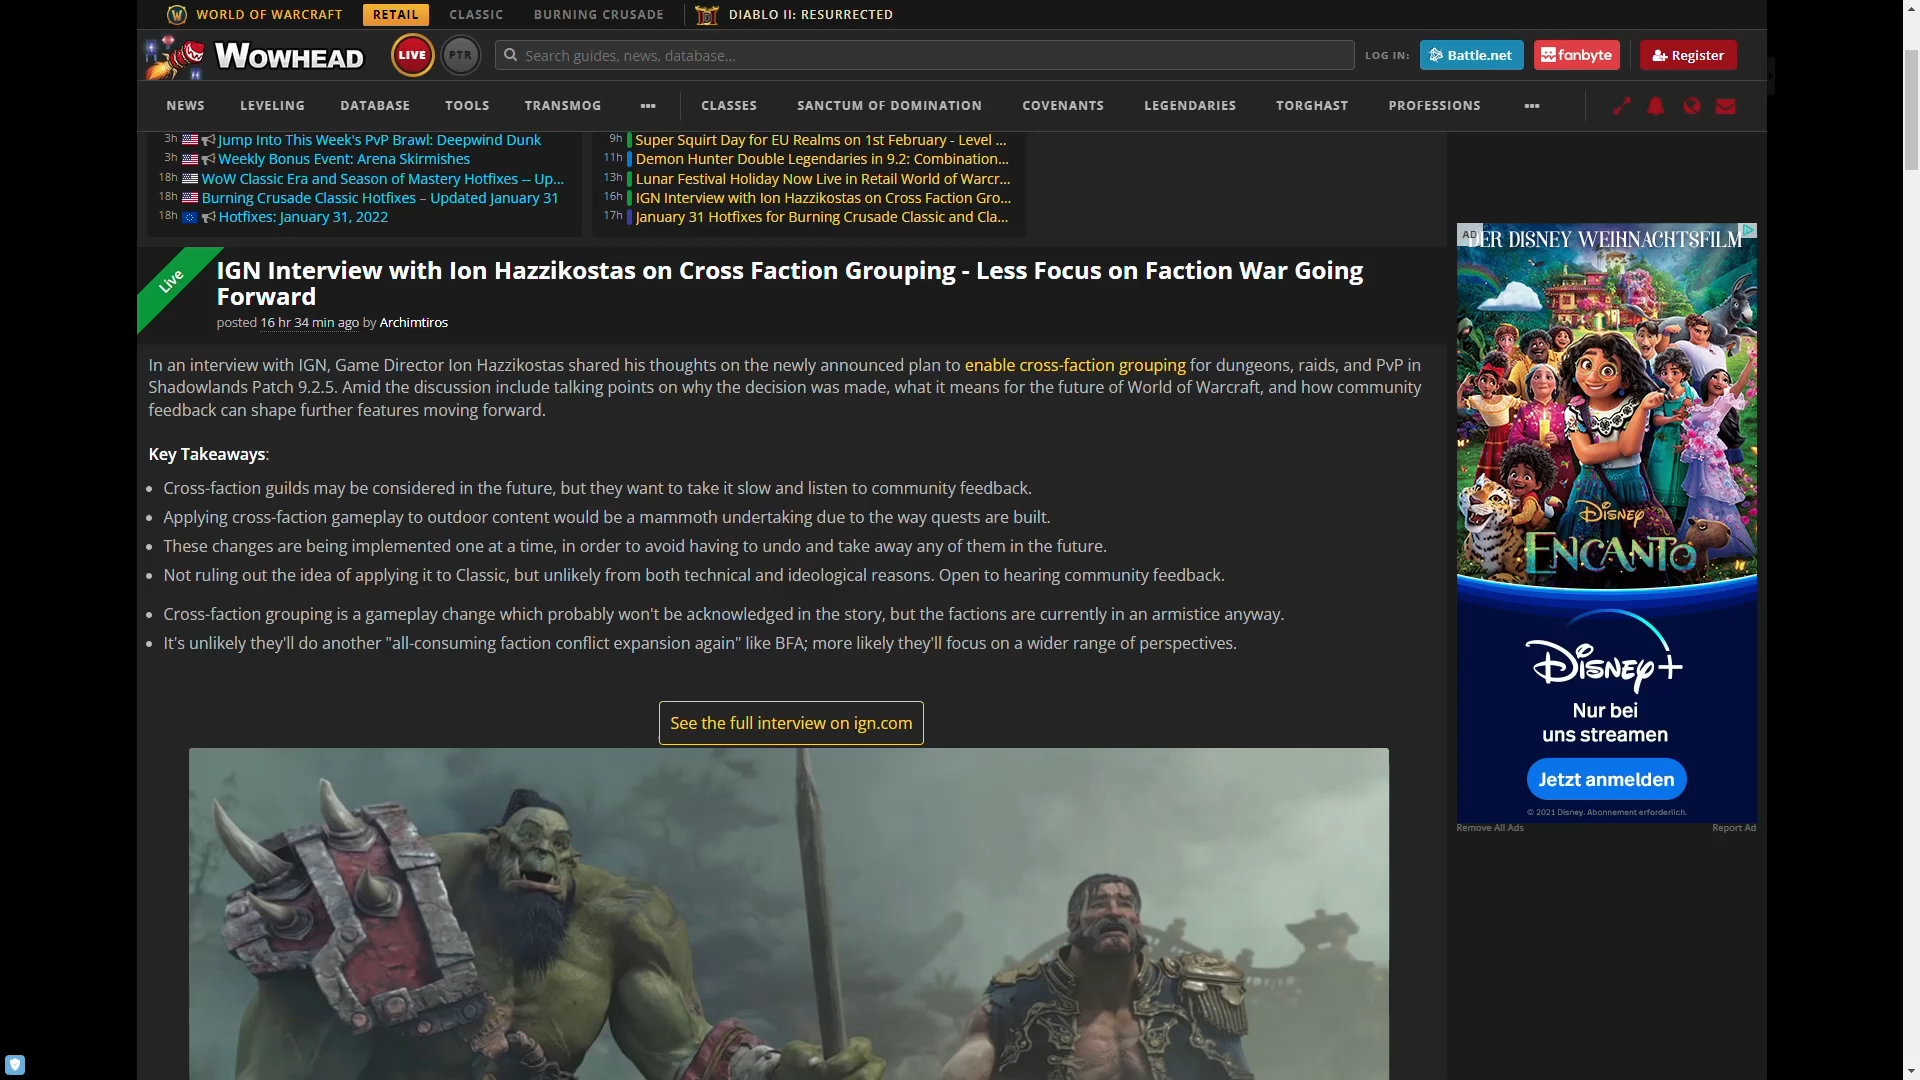 WORLD OF WARCRAFT RETAIL CLASSIC BURNING CRUSADE DIABLO II: RESURRECTED
WOWHEAD LIVE PTR Search guides, news, database... LOG IN: Battle.net fanbyte Register
NEWS LEVELING DATABASE TOOLS TRANSMOG ••• CLASSES SANCTUM OF DOMINATION COVENANTS LEGENDARIES TORGHAST PROFESSIONS •••
3h Jump Into This Week's PvP Brawl: Deepwind Dunk
3h Weekly Bonus Event: Arena Skirmishes
18h WoW Classic Era and Season of Mastery Hotfixes -- Up...
18h Burning Crusade Classic Hotfixes – Updated January 31
18h Hotfixes: January 31, 2022
9h Super Squirt Day for EU Realms on 1st February - Level ...
11h Demon Hunter Double Legendaries in 9.2: Combination...
13h Lunar Festival Holiday Now Live in Retail World of Warcr...
16h IGN Interview with Ion Hazzikostas on Cross Faction Gro...
17h January 31 Hotfixes for Burning Crusade Classic and Cla...
Live
IGN Interview with Ion Hazzikostas on Cross Faction Grouping - Less Focus on Faction War Going
Forward
posted 16 hr 34 min ago by Archimtiros
In an interview with IGN, Game Director Ion Hazzikostas shared his thoughts on the newly announced plan to enable cross-faction grouping for dungeons, raids, and PvP in
Shadowlands Patch 9.2.5. Amid the discussion include talking points on why the decision was made, what it means for the future of World of Warcraft, and how community
feedback can shape further features moving forward.
Key Takeaways:
• Cross-faction guilds may be considered in the future, but they want to take it slow and listen to community feedback.
• Applying cross-faction gameplay to outdoor content would be a mammoth undertaking due to the way quests are built.
• These changes are being implemented one at a time, in order to avoid having to undo and take away any of them in the future.
• Not ruling out the idea of applying it to Classic, but unlikely from both technical and ideological reasons. Open to hearing community feedback.
• Cross-faction grouping is a gameplay change which probably won't be acknowledged in the story, but the factions are currently in an armistice anyway.
• It's unlikely they'll do another "all-consuming faction conflict expansion again" like BFA; more likely they'll focus on a wider range of perspectives.
See the full interview on ign.com
AD
DER DISNEY WEIHNACHTSFILM
DISNEY
ENCANTO
DISNEY+
Nur bei
uns streamen
Jetzt anmelden
© 2021 Disney. Abonnement erforderlich.
Remove All Ads Report Ad